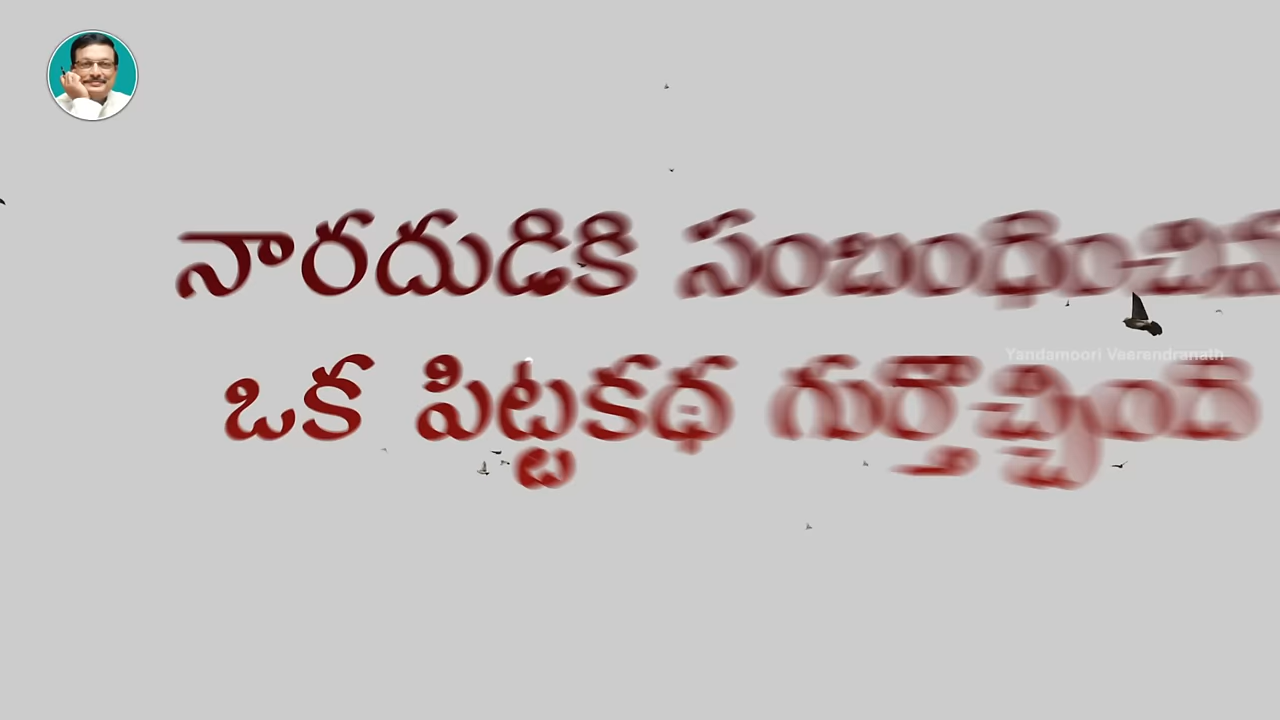 నారదుడికి సంబంధించిన
ఒక పిట్టకథ గుర్తొచ్చింది
Yandamoori Veerendranath